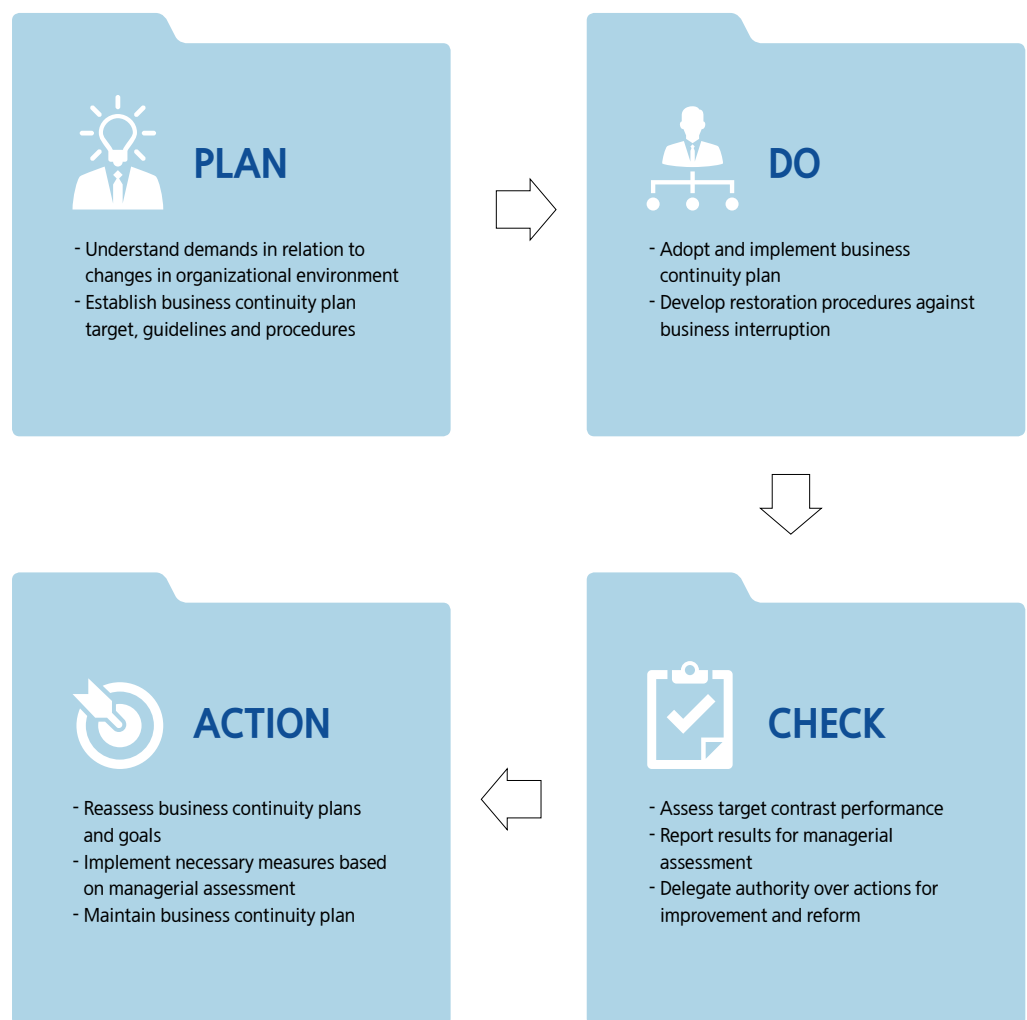 PLAN
- Understand demands in relation to
changes in organizational environment
- Establish business continuity plan
target, guidelines and procedures
DO
- Adopt and implement business
continuity plan
- Develop restoration procedures against
business interruption
CHECK
- Assess target contrast performance
- Report results for managerial
assessment
- Delegate authority over actions for
improvement and reform
ACTION
- Reassess business continuity plans
and goals
- Implement necessary measures based
on managerial assessment
- Maintain business continuity plan